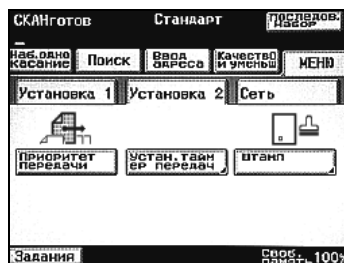 СКАНготов Стандарт последов. Набор
Наб.одно касание Поиск Ввод адреса Качество и уменьш МЕНЮ
Установка 1 Установка 2 Сеть
Приоритет передачи Устан.тайм ер передач Штамп
Задания Своб. память 100%